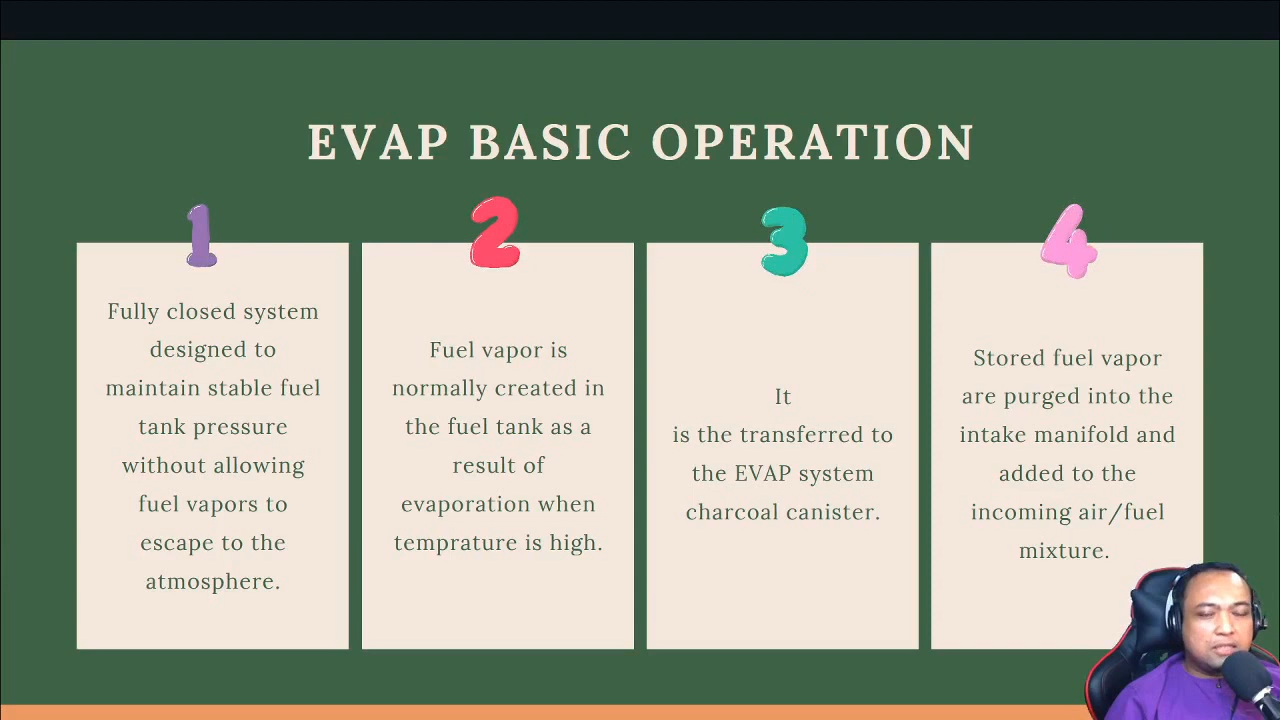 EVAP BASIC OPERATION
1
Fully closed system
designed to
maintain stable fuel
tank pressure
without allowing
fuel vapors to
escape to the
atmosphere.
2
Fuel vapor is
normally created in
the fuel tank as a
result of
evaporation when
temprature is high.
3
It
is the transferred to
the EVAP system
charcoal canister.
4
Stored fuel vapor
are purged into the
intake manifold and
added to the
incoming air/fuel
mixture.